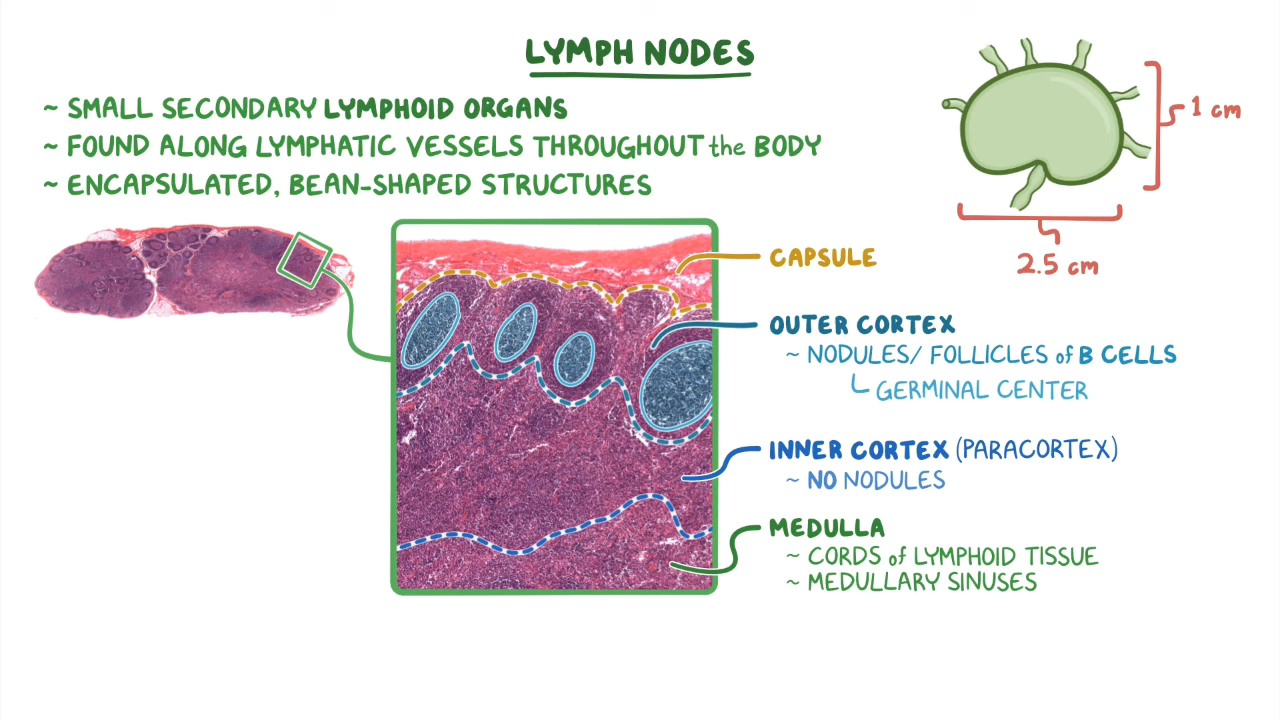 LYMPH NODES
~ SMALL SECONDARY LYMPHOID ORGANS
~ FOUND ALONG LYMPHATIC VESSELS THROUGHOUT the BODY
~ ENCAPSULATED, BEAN-SHAPED STRUCTURES
1 cm
2.5 cm
CAPSULE
OUTER CORTEX
~ NODULES/ FOLLICLES of B CELLS
GERMINAL CENTER
INNER CORTEX (PARACORTEX)
~ NO NODULES
MEDULLA
~ CORDS of LYMPHOID TISSUE
~ MEDULLARY SINUSES